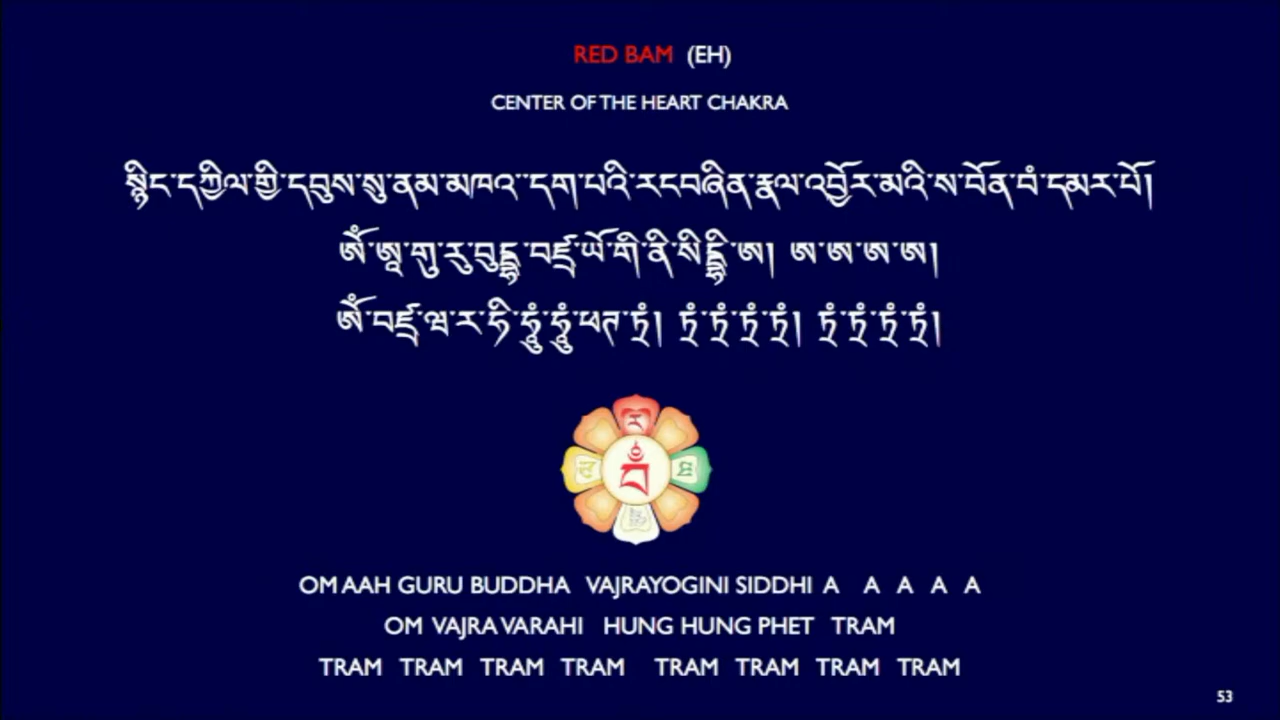 RED BAM (EH)
CENTER OF THE HEART CHAKRA
སྙིང་དཀྱིལ་གྱི་དབུས་སུ་ནམ་མཁའ་་དག་པའི་རངབཞིན་རྣལ་འབྱོར་མའི་ས་བོན་བཾ་དམར་པོ།
ཨོཾ་ཨཱ་གུ་རུ་བུདྡྷ་བཛྲ་ཡོ་གི་ནི་སིདྡྷི་ཨ། ཨ་ཨ་ཨ་ཨ།
ཨོཾ་བཛྲ་ཝ་ར་ཧི་ཧཱུྃ་ཧཱུྃ་ཕཊ་ཏྲཾ། ཏྲཾ་ཏྲཾ་ཏྲཾ་ཏྲཾ། ཏྲཾ་ཏྲཾ་ཏྲཾ་ཏྲཾ།
བཾ
OM AAH GURU BUDDHA VAJRAYOGINI SIDDHI A A A A A
OM VAJRA VARAHI HUNG HUNG PHET TRAM
TRAM TRAM TRAM TRAM TRAM TRAM TRAM TRAM
53